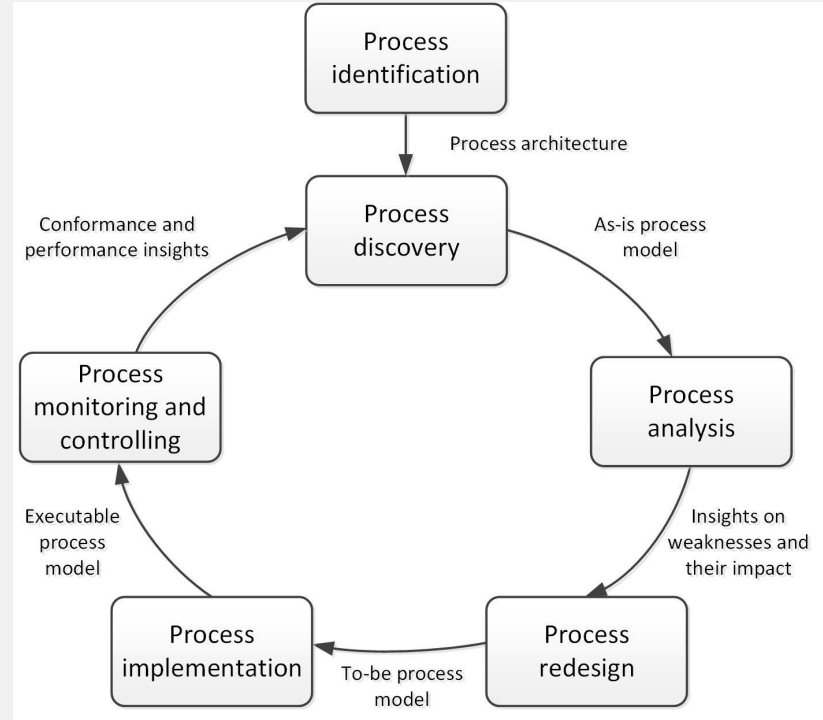 Process
identification
Process architecture
Process
discovery
As-is process
model
Process
analysis
Insights on
weaknesses and
their impact
Process
redesign
To-be process
model
Process
implementation
Executable
process
model
Process
monitoring and
controlling
Conformance and
performance insights